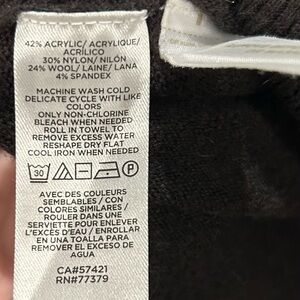 42% ACRYLIC/ ACRYLIQUE/
ACRÍLICO
30% NYLON/ NILÓN
24% WOOL/ LAINE/ LANA
4% SPANDEX
MACHINE WASH COLD
DELICATE CYCLE WITH LIKE
COLORS
ONLY NON-CHLORINE
BLEACH WHEN NEEDED
ROLL IN TOWEL TO
REMOVE EXCESS WATER
RESHAPE DRY FLAT
COOL IRON WHEN NEEDED
30 P
AVEC DES COULEURS
SEMBLABLES / CON
COLORES SIMILARES /
ROULER DANS UNE
SERVIETTE POUR ENLEVER
L'EXCÈS D'EAU / ENROLLAR
EN UNA TOALLA PARA
REMOVER EL EXCESO DE
AGUA
CA#57421
RN#77379